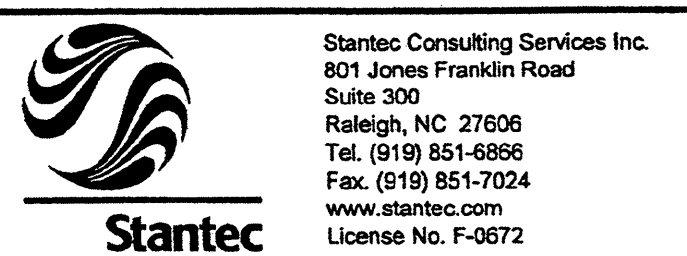 Stantec Consulting Services Inc.
801 Jones Franklin Road
Suite 300
Raleigh, NC 27606
Tel. (919) 851-6866
Fax. (919) 851-7024
www.stantec.com
License No. F-0672
Stantec